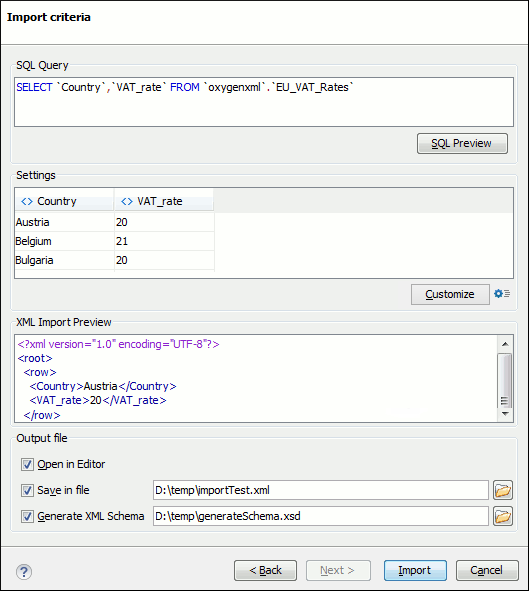 Import criteria
SQL Query
SELECT `Country`,`VAT_rate` FROM `oxygenxml`.`EU_VAT_Rates`
SQL Preview
Settings
<> Country <> VAT_rate
Austria 20
Belgium 21
Bulgaria 20
Customize
XML Import Preview
<?xml version="1.0" encoding="UTF-8"?>
<root>
<row>
<Country>Austria</Country>
<VAT_rate>20</VAT_rate>
</row>
Output file
Open in Editor
Save in file D:\temp\importTest.xml
Generate XML Schema D:\temp\generateSchema.xsd
? < Back Next > Import Cancel